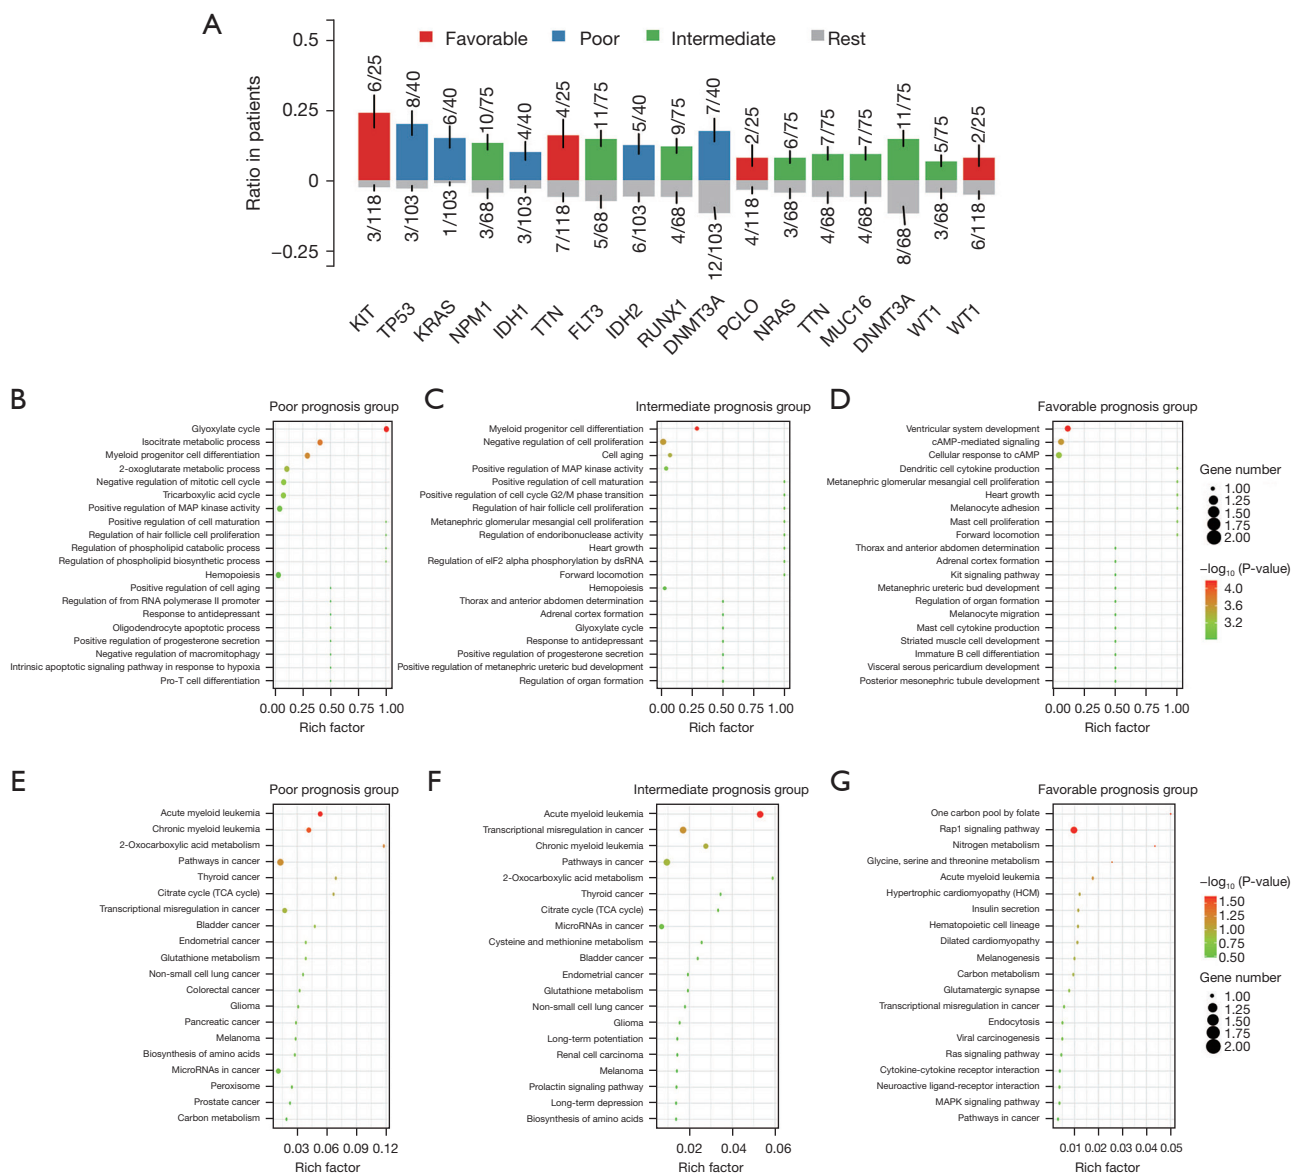 A
Favorable Poor Intermediate Rest
Ratio in patients
0.5
0.25
0
−0.25
6/25 8/40 6/40 10/75 4/40 4/25 11/75 5/40 9/75 7/40 2/25 6/75 7/75 7/75 11/75 5/75 2/25
3/118 3/103 1/103 3/68 3/103 7/118 5/68 6/103 4/68 12/103 4/118 3/68 4/68 4/68 8/68 3/68 6/118
KIT TP53 KRAS NPM1 IDH1 TTN FLT3 IDH2 RUNX1 DNMT3A PCLO NRAS TTN MUC16 DNMT3A WT1 WT1
B
Poor prognosis group
Glyoxylate cycle
Isocitrate metabolic process
Myeloid progenitor cell differentiation
2-oxoglutarate metabolic process
Negative regulation of mitotic cell cycle
Tricarboxylic acid cycle
Positive regulation of MAP kinase activity
Positive regulation of cell maturation
Regulation of hair follicle cell proliferation
Regulation of phospholipid catabolic process
Regulation of phospholipid biosynthetic process
Hemopoiesis
Positive regulation of cell aging
Regulation of from RNA polymerase II promoter
Response to antidepressant
Oligodendrocyte apoptotic process
Positive regulation of progesterone secretion
Negative regulation of macromitophagy
Intrinsic apoptotic signaling pathway in response to hypoxia
Pro-T cell differentiation
0.00 0.25 0.50 0.75 1.00
Rich factor
C
Intermediate prognosis group
Myeloid progenitor cell differentiation
Negative regulation of cell proliferation
Cell aging
Positive regulation of MAP kinase activity
Positive regulation of cell maturation
Positive regulation of cell cycle G2/M phase transition
Regulation of hair follicle cell proliferation
Metanephric glomerular mesangial cell proliferation
Regulation of endoribonuclease activity
Heart growth
Regulation of eIF2 alpha phosphorylation by dsRNA
Forward locomotion
Hemopoiesis
Thorax and anterior abdomen determination
Adrenal cortex formation
Glyoxylate cycle
Response to antidepressant
Positive regulation of progesterone secretion
Positive regulation of metanephric ureteric bud development
Regulation of organ formation
0.00 0.25 0.50 0.75 1.00
Rich factor
D
Favorable prognosis group
Ventricular system development
cAMP-mediated signaling
Cellular response to cAMP
Dendritic cell cytokine production
Metanephric glomerular mesangial cell proliferation
Heart growth
Melanocyte adhesion
Mast cell proliferation
Forward locomotion
Thorax and anterior abdomen determination
Adrenal cortex formation
Kit signaling pathway
Metanephric ureteric bud development
Regulation of organ formation
Melanocyte migration
Mast cell cytokine production
Striated muscle cell development
Immature B cell differentiation
Visceral serous pericardium development
Posterior mesonephric tubule development
0.00 0.25 0.50 0.75 1.00
Rich factor
Gene number
1.00
1.25
1.50
1.75
2.00
−log10 (P-value)
4.0
3.6
3.2
E
Poor prognosis group
Acute myeloid leukemia
Chronic myeloid leukemia
2-Oxocarboxylic acid metabolism
Pathways in cancer
Thyroid cancer
Citrate cycle (TCA cycle)
Transcriptional misregulation in cancer
Bladder cancer
Endometrial cancer
Glutathione metabolism
Non-small cell lung cancer
Colorectal cancer
Glioma
Pancreatic cancer
Melanoma
Biosynthesis of amino acids
MicroRNAs in cancer
Peroxisome
Prostate cancer
Carbon metabolism
0.03 0.06 0.09 0.12
Rich factor
F
Intermediate prognosis group
Acute myeloid leukemia
Transcriptional misregulation in cancer
Chronic myeloid leukemia
Pathways in cancer
2-Oxocarboxylic acid metabolism
Thyroid cancer
Citrate cycle (TCA cycle)
MicroRNAs in cancer
Cysteine and methionine metabolism
Bladder cancer
Endometrial cancer
Glutathione metabolism
Non-small cell lung cancer
Glioma
Long-term potentiation
Renal cell carcinoma
Melanoma
Prolactin signaling pathway
Long-term depression
Biosynthesis of amino acids
0.02 0.04 0.06
Rich factor
G
Favorable prognosis group
One carbon pool by folate
Rap1 signaling pathway
Nitrogen metabolism
Glycine, serine and threonine metabolism
Acute myeloid leukemia
Hypertrophic cardiomyopathy (HCM)
Insulin secretion
Hematopoietic cell lineage
Dilated cardiomyopathy
Melanogenesis
Carbon metabolism
Glutamatergic synapse
Transcriptional misregulation in cancer
Endocytosis
Viral carcinogenesis
Ras signaling pathway
Cytokine-cytokine receptor interaction
Neuroactive ligand-receptor interaction
MAPK signaling pathway
Pathways in cancer
0.01 0.02 0.03 0.04 0.05
Rich factor
−log10 (P-value)
1.50
1.25
1.00
0.75
0.50
Gene number
1.00
1.25
1.50
1.75
2.00